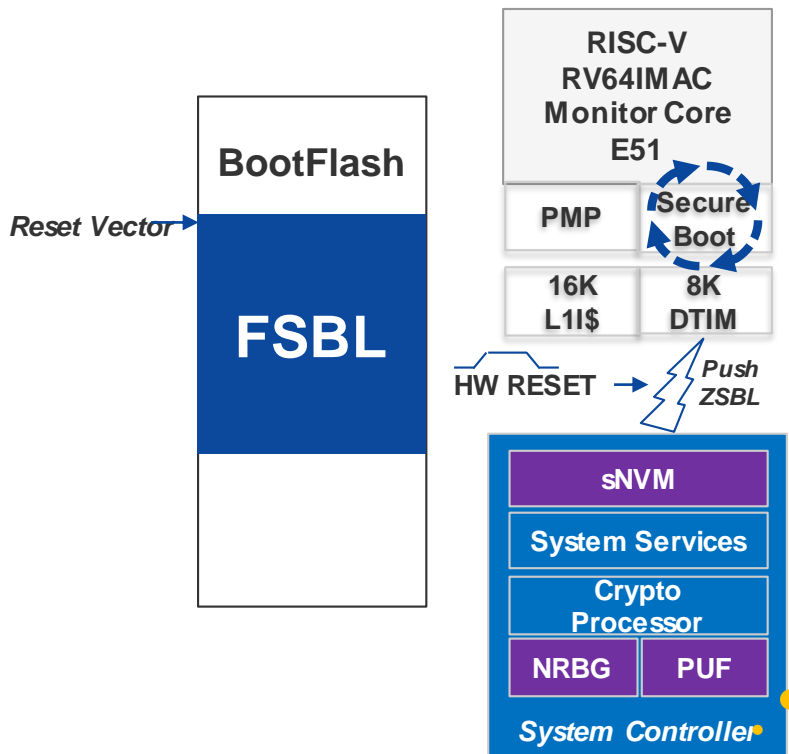 RISC-V
RV64IMAC
Monitor Core
E51
BootFlash
Reset Vector
PMP
Secure
Boot
FSBL
16K
L1I$
8K
DTIM
HW RESET
Push
ZSBL
sNVM
System Services
Crypto
Processor
NRBG
PUF
System Controller